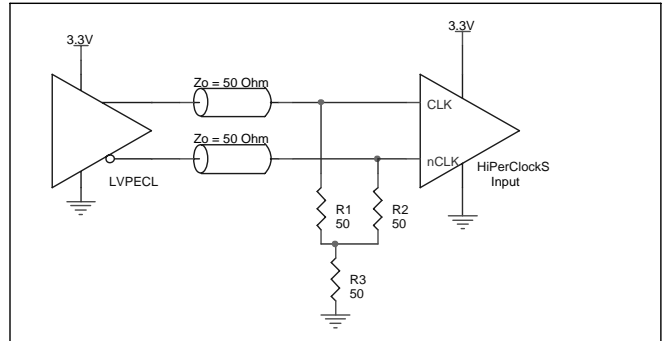 3.3V
3.3V
Zo = 50 Ohm
CLK
Zo = 50 Ohm
nCLK
LVPECL
HiPerClockS
Input
R1
50
R2
50
R3
50